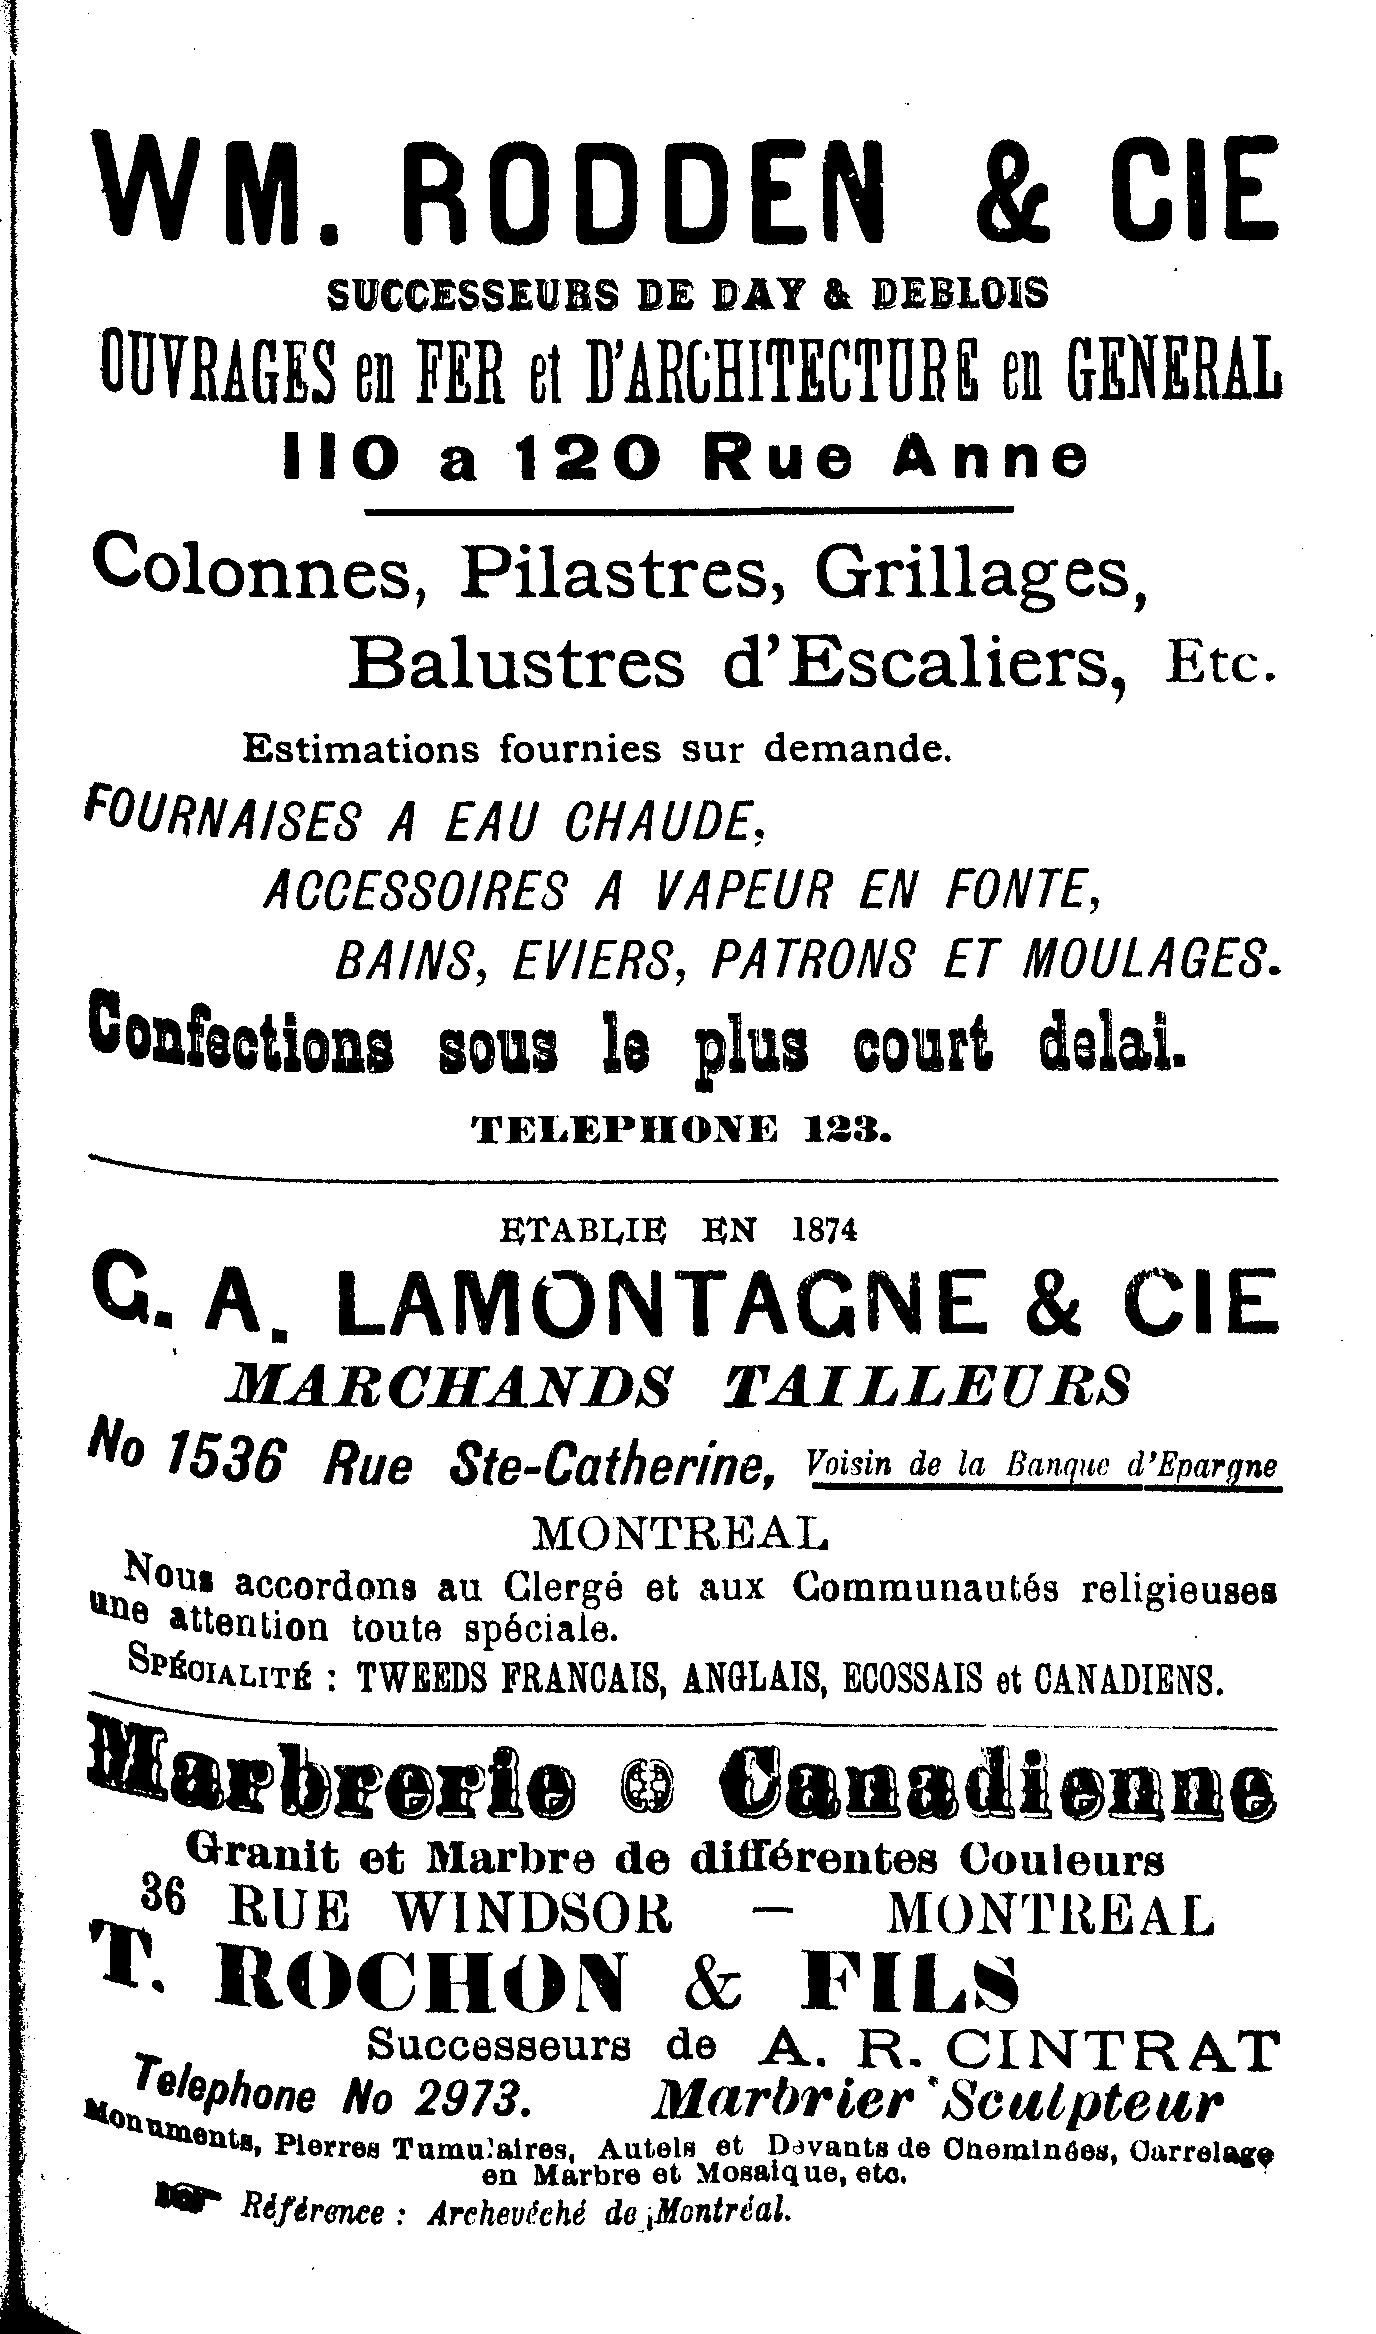 WM. RODDEN & CIE
SUCCESSEURS DE DAY & DEBLOIS
OUVRAGES en FER et D'ARCHITECTURE en GENERAL
110 a 120 Rue Anne
Colonnes, Pilastres, Grillages,
Balustres d'Escaliers, Etc.
Estimations fournies sur demande.
FOURNAISES A EAU CHAUDE,
ACCESSOIRES A VAPEUR EN FONTE,
BAINS, EVIERS, PATRONS ET MOULAGES.
Confections sous le plus court delai.
TELEPHONE 123.
ETABLIE EN 1874
C. A. LAMONTAGNE & CIE
MARCHANDS TAILLEURS
No 1536 Rue Ste-Catherine, Voisin de la Banque d'Epargne
MONTREAL
Nous accordons au Clergé et aux Communautés religieuses
une attention toute spéciale.
SPÉCIALITÉ : TWEEDS FRANCAIS, ANGLAIS, ECOSSAIS et CANADIENS.
Marbrerie Canadienne
Granit et Marbre de différentes Couleurs
36 RUE WINDSOR — MONTREAL
T. ROCHON & FILS
Successeurs de A. R. CINTRAT
Telephone No 2973. Marbrier Sculpteur
Monuments, Pierres Tumulaires, Autels et Devants de Cheminées, Carrelage
en Marbre et Mosaique, etc.
☞ Référence : Archevêché de Montréal.